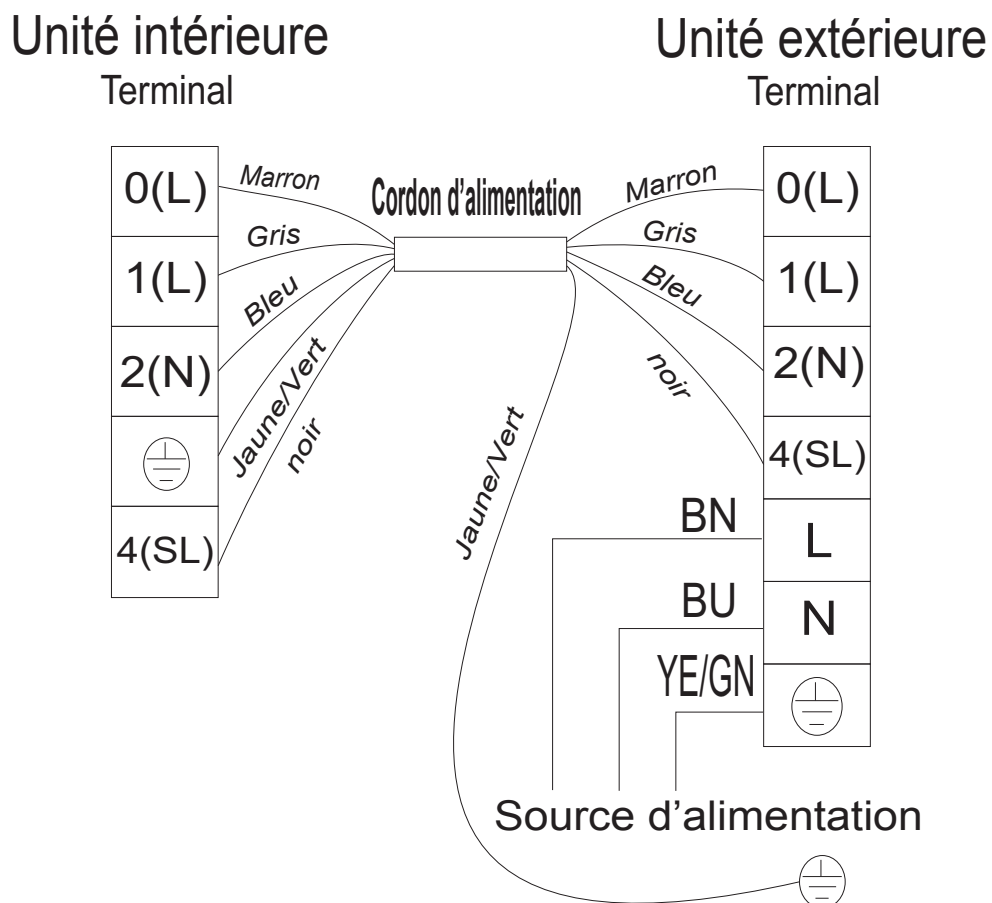 Unité intérieure
Terminal
Unité extérieure
Terminal
0(L)
1(L)
2(N)
4(SL)
Marron
Gris
Bleu
Jaune/Vert
noir
Cordon d’alimentation
Marron
Gris
Bleu
noir
Jaune/Vert
0(L)
1(L)
2(N)
4(SL)
L
N
BN
BU
YE/GN
Source d’alimentation